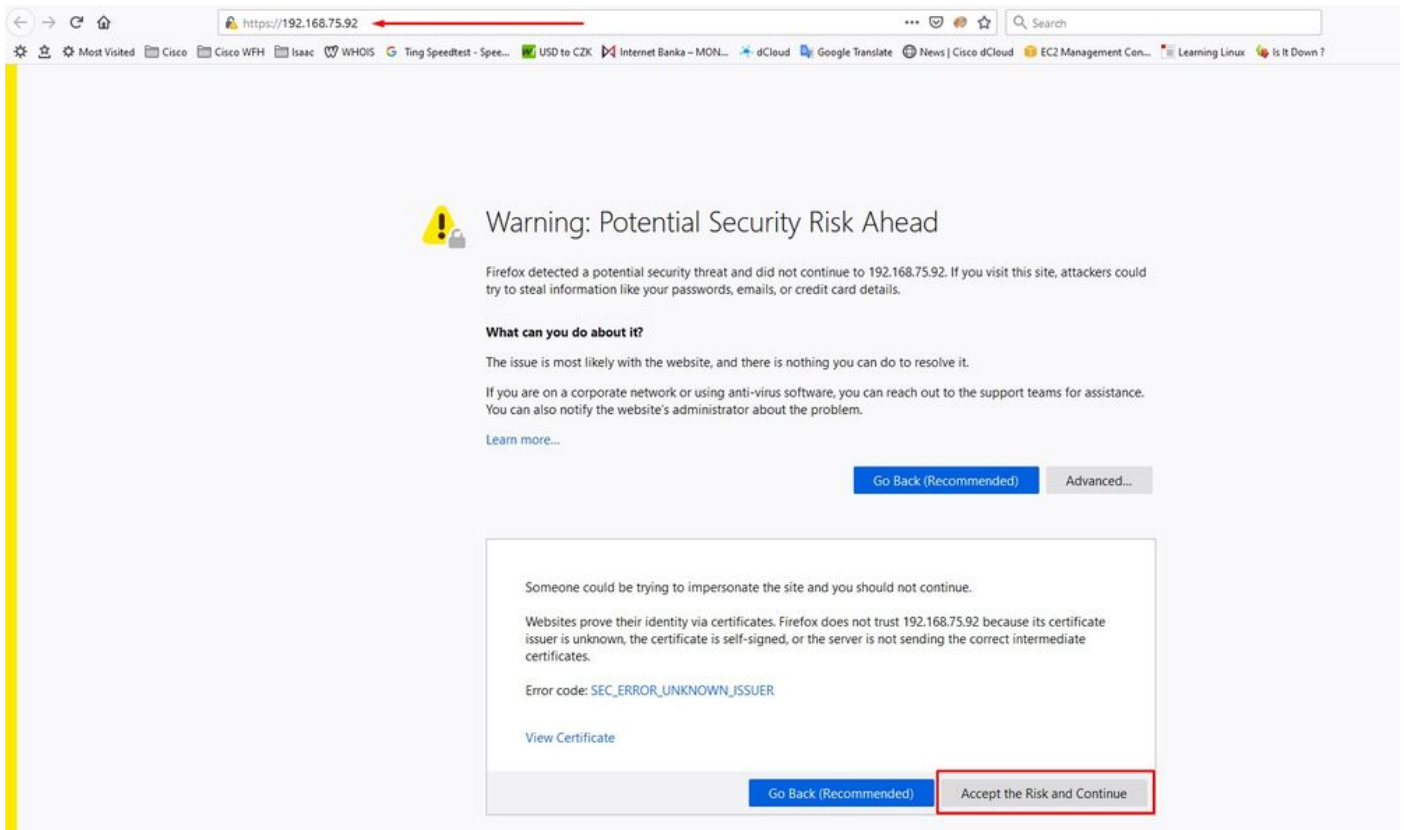 https://192.168.75.92
Search
Most Visited Cisco Cisco WFH Isaac WHOIS Ting Speedtest - Spee... USD to CZK Internet Banka – MON... dCloud Google Translate News | Cisco dCloud EC2 Management Con... Learning Linux Is It Down ?
Warning: Potential Security Risk Ahead
Firefox detected a potential security threat and did not continue to 192.168.75.92. If you visit this site, attackers could
try to steal information like your passwords, emails, or credit card details.
What can you do about it?
The issue is most likely with the website, and there is nothing you can do to resolve it.
If you are on a corporate network or using anti-virus software, you can reach out to the support teams for assistance.
You can also notify the website's administrator about the problem.
Learn more...
Go Back (Recommended) Advanced...
Someone could be trying to impersonate the site and you should not continue.
Websites prove their identity via certificates. Firefox does not trust 192.168.75.92 because its certificate
issuer is unknown, the certificate is self-signed, or the server is not sending the correct intermediate
certificates.
Error code: SEC_ERROR_UNKNOWN_ISSUER
View Certificate
Go Back (Recommended) Accept the Risk and Continue